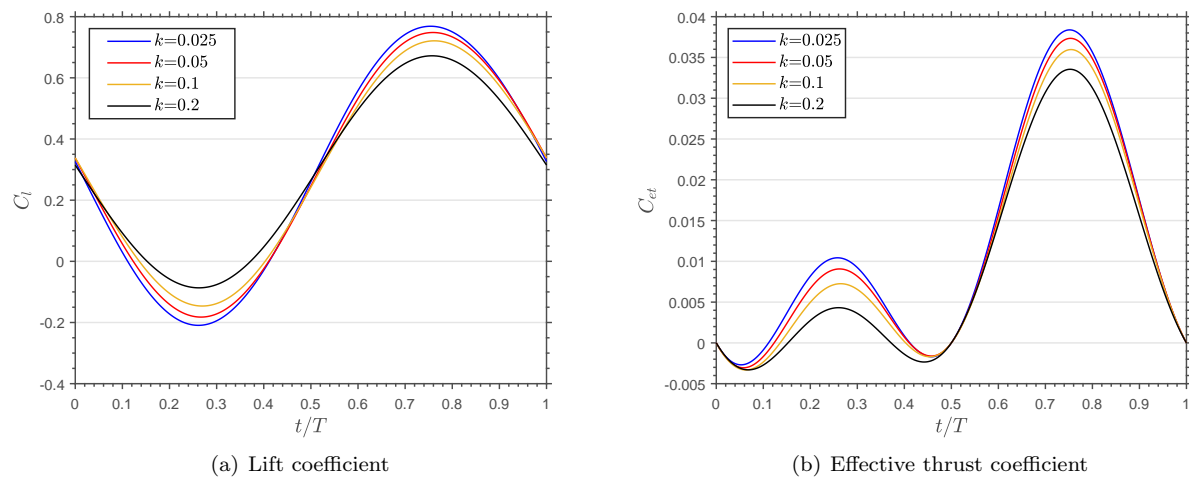 0.8
0.6
0.4
0.2
0
-0.2
-0.4
C_l
k=0.025
k=0.05
k=0.1
k=0.2
0 0.1 0.2 0.3 0.4 0.5 0.6 0.7 0.8 0.9 1
t/T
(a) Lift coefficient
0.04
0.035
0.03
0.025
0.02
0.015
0.01
0.005
0
-0.005
C_et
k=0.025
k=0.05
k=0.1
k=0.2
0 0.1 0.2 0.3 0.4 0.5 0.6 0.7 0.8 0.9 1
t/T
(b) Effective thrust coefficient